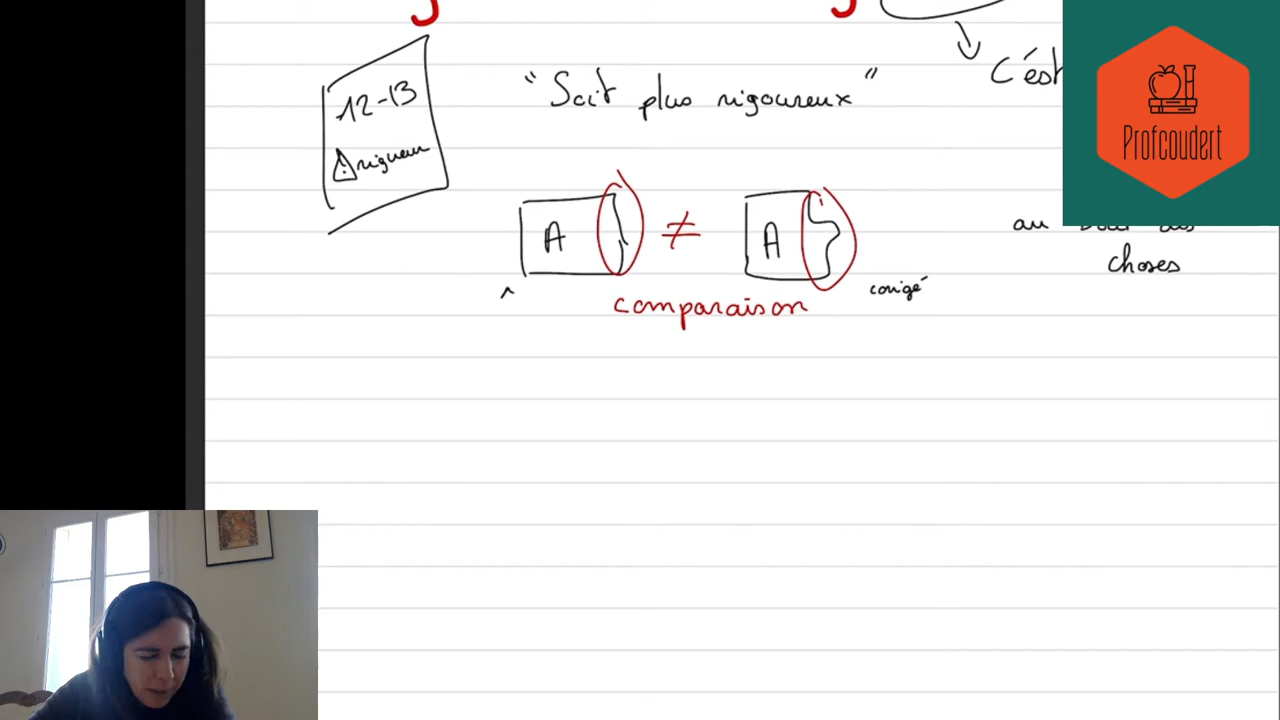 C'est
12-13
"Soit plus rigoureux"
⚠rigueur
A ≠ A
au
choses
corrigé
comparaison
Profcoudert